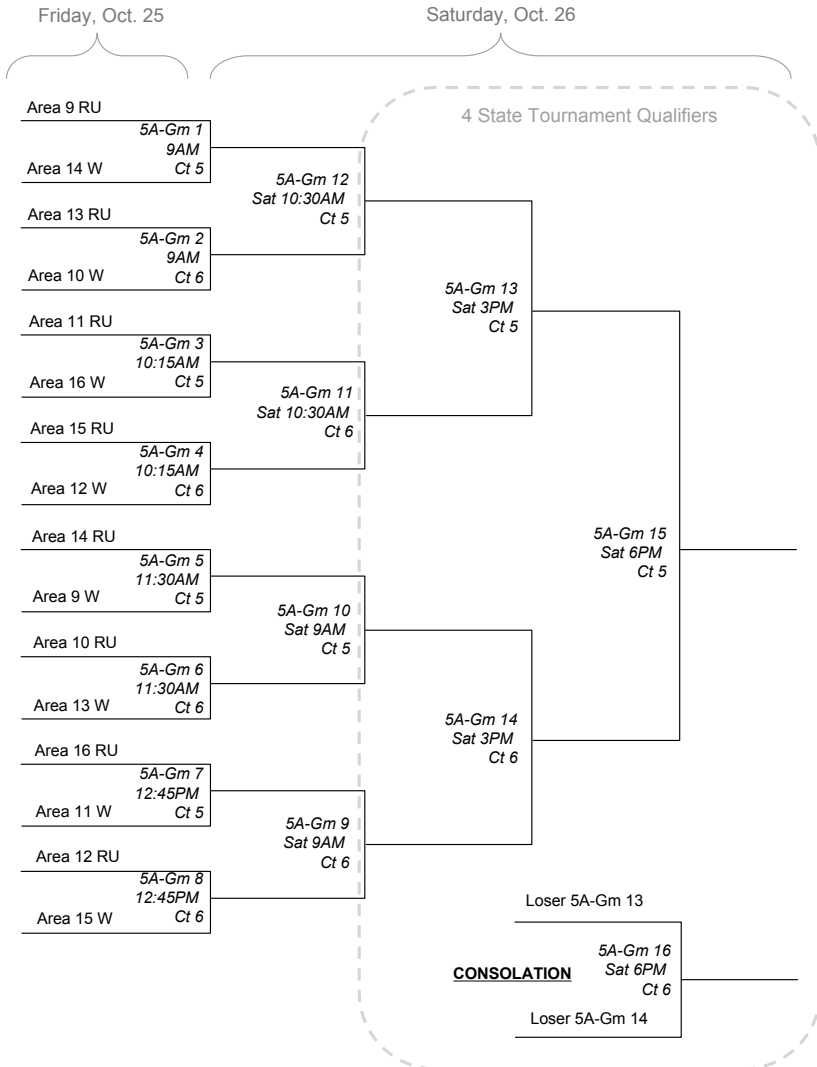 Friday, Oct. 25
Saturday, Oct. 26
4 State Tournament Qualifiers
Area 9 RU
5A-Gm 1
9AM
Area 14 W
Ct 5
5A-Gm 12
Sat 10:30AM
Ct 5
Area 13 RU
5A-Gm 2
9AM
Area 10 W
Ct 6
5A-Gm 13
Sat 3PM
Ct 5
Area 11 RU
5A-Gm 3
10:15AM
Area 16 W
Ct 5
5A-Gm 11
Sat 10:30AM
Ct 6
Area 15 RU
5A-Gm 4
10:15AM
Area 12 W
Ct 6
5A-Gm 15
Sat 6PM
Ct 5
Area 14 RU
5A-Gm 5
11:30AM
Area 9 W
Ct 5
5A-Gm 10
Sat 9AM
Ct 5
Area 10 RU
5A-Gm 6
11:30AM
Area 13 W
Ct 6
5A-Gm 14
Sat 3PM
Ct 6
Area 16 RU
5A-Gm 7
12:45PM
Area 11 W
Ct 5
5A-Gm 9
Sat 9AM
Ct 6
Area 12 RU
5A-Gm 8
12:45PM
Area 15 W
Ct 6
Loser 5A-Gm 13
5A-Gm 16
Sat 6PM
Ct 6
CONSOLATION
Loser 5A-Gm 14